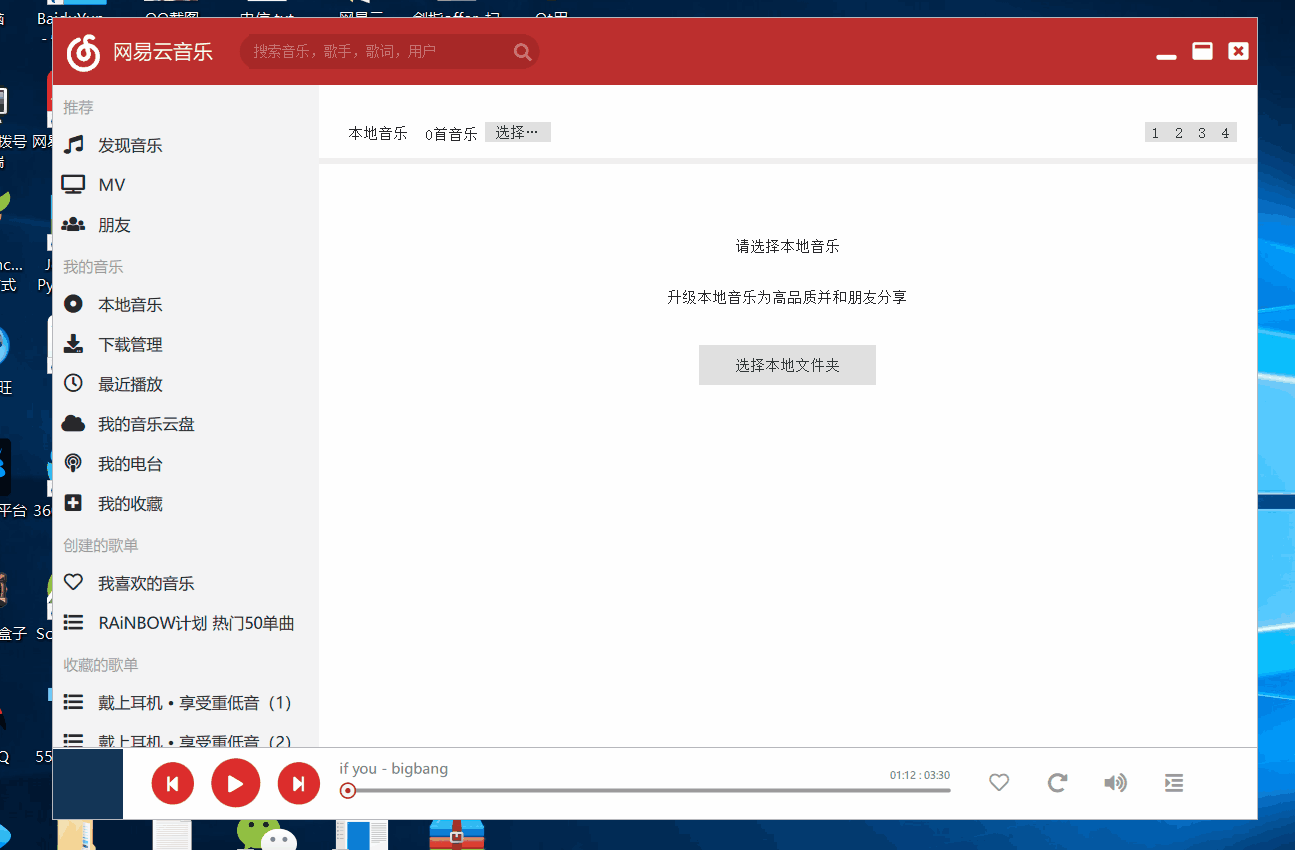 网易云音乐
搜索音乐，歌手，歌词，用户
推荐
发现音乐
MV
朋友
我的音乐
本地音乐
下载管理
最近播放
我的音乐云盘
我的电台
我的收藏
创建的歌单
我喜欢的音乐
RAiNBOW计划 热门50单曲
收藏的歌单
戴上耳机 • 享受重低音（1）
戴上耳机 • 享受重低音（2）
本地音乐 0首音乐 选择…
1 2 3 4
请选择本地音乐
升级本地音乐为高品质并和朋友分享
选择本地文件夹
if you - bigbang
01:12 : 03:30
拨号
平台
盒子